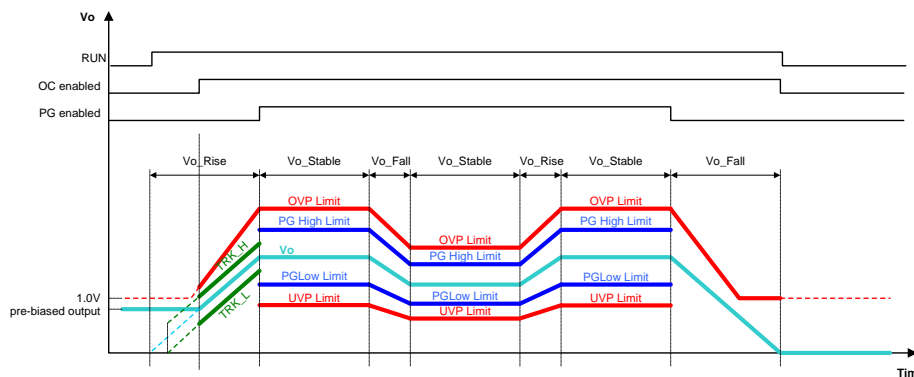 Vo
RUN
OC enabled
PG enabled
Vo_Rise
Vo_Stable
Vo_Fall
Vo_Stable
Vo_Rise
Vo_Stable
Vo_Fall
OVP Limit
OVP Limit
PG High Limit
PG High Limit
TRK_H
Vo
OVP Limit
PG High Limit
TRK_L
PGLow Limit
PGLow Limit
1.0V
PGLow Limit
pre-biased output
UVP Limit
UVP Limit
UVP Limit
Tim